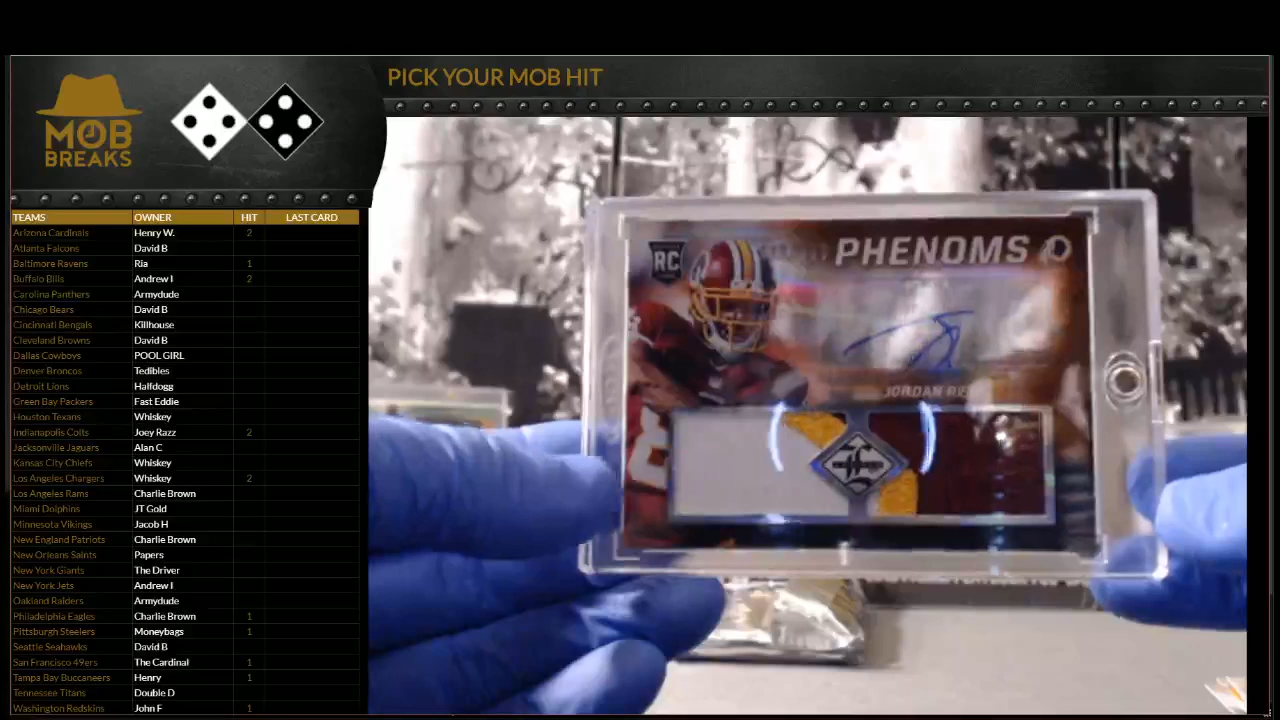 PICK YOUR MOB HIT
MOB
BREAKS
TEAMS OWNER HIT LAST CARD
Arizona Cardinals Henry W. 2
Atlanta Falcons David B
Baltimore Ravens Ria 1
Buffalo Bills Andrew I 2
Carolina Panthers Armydude
Chicago Bears David B
Cincinnati Bengals Killhouse
Cleveland Browns David B
Dallas Cowboys POOL GIRL
Denver Broncos Tedibles
Detroit Lions Halfdogg
Green Bay Packers Fast Eddie
Houston Texans Whiskey
Indianapolis Colts Joey Razz 2
Jacksonville Jaguars Alan C
Kansas City Chiefs Whiskey
Los Angeles Chargers Whiskey 2
Los Angeles Rams Charlie Brown
Miami Dolphins JT Gold
Minnesota Vikings Jacob H
New England Patriots Charlie Brown
New Orleans Saints Papers
New York Giants The Driver
New York Jets Andrew I
Oakland Raiders Armydude
Philadelphia Eagles Charlie Brown 1
Pittsburgh Steelers Moneybags 1
Seattle Seahawks David B
San Francisco 49ers The Cardinal 1
Tampa Bay Buccaneers Henry 1
Tennessee Titans Double D
Washington Redskins John F 1
RC
PHENOMS
JORDAN